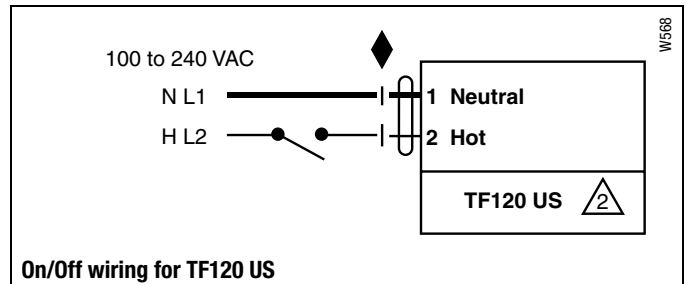 W568
100 to 240 VAC
N L1
1 Neutral
H L2
2 Hot
TF120 US 2
On/Off wiring for TF120 US